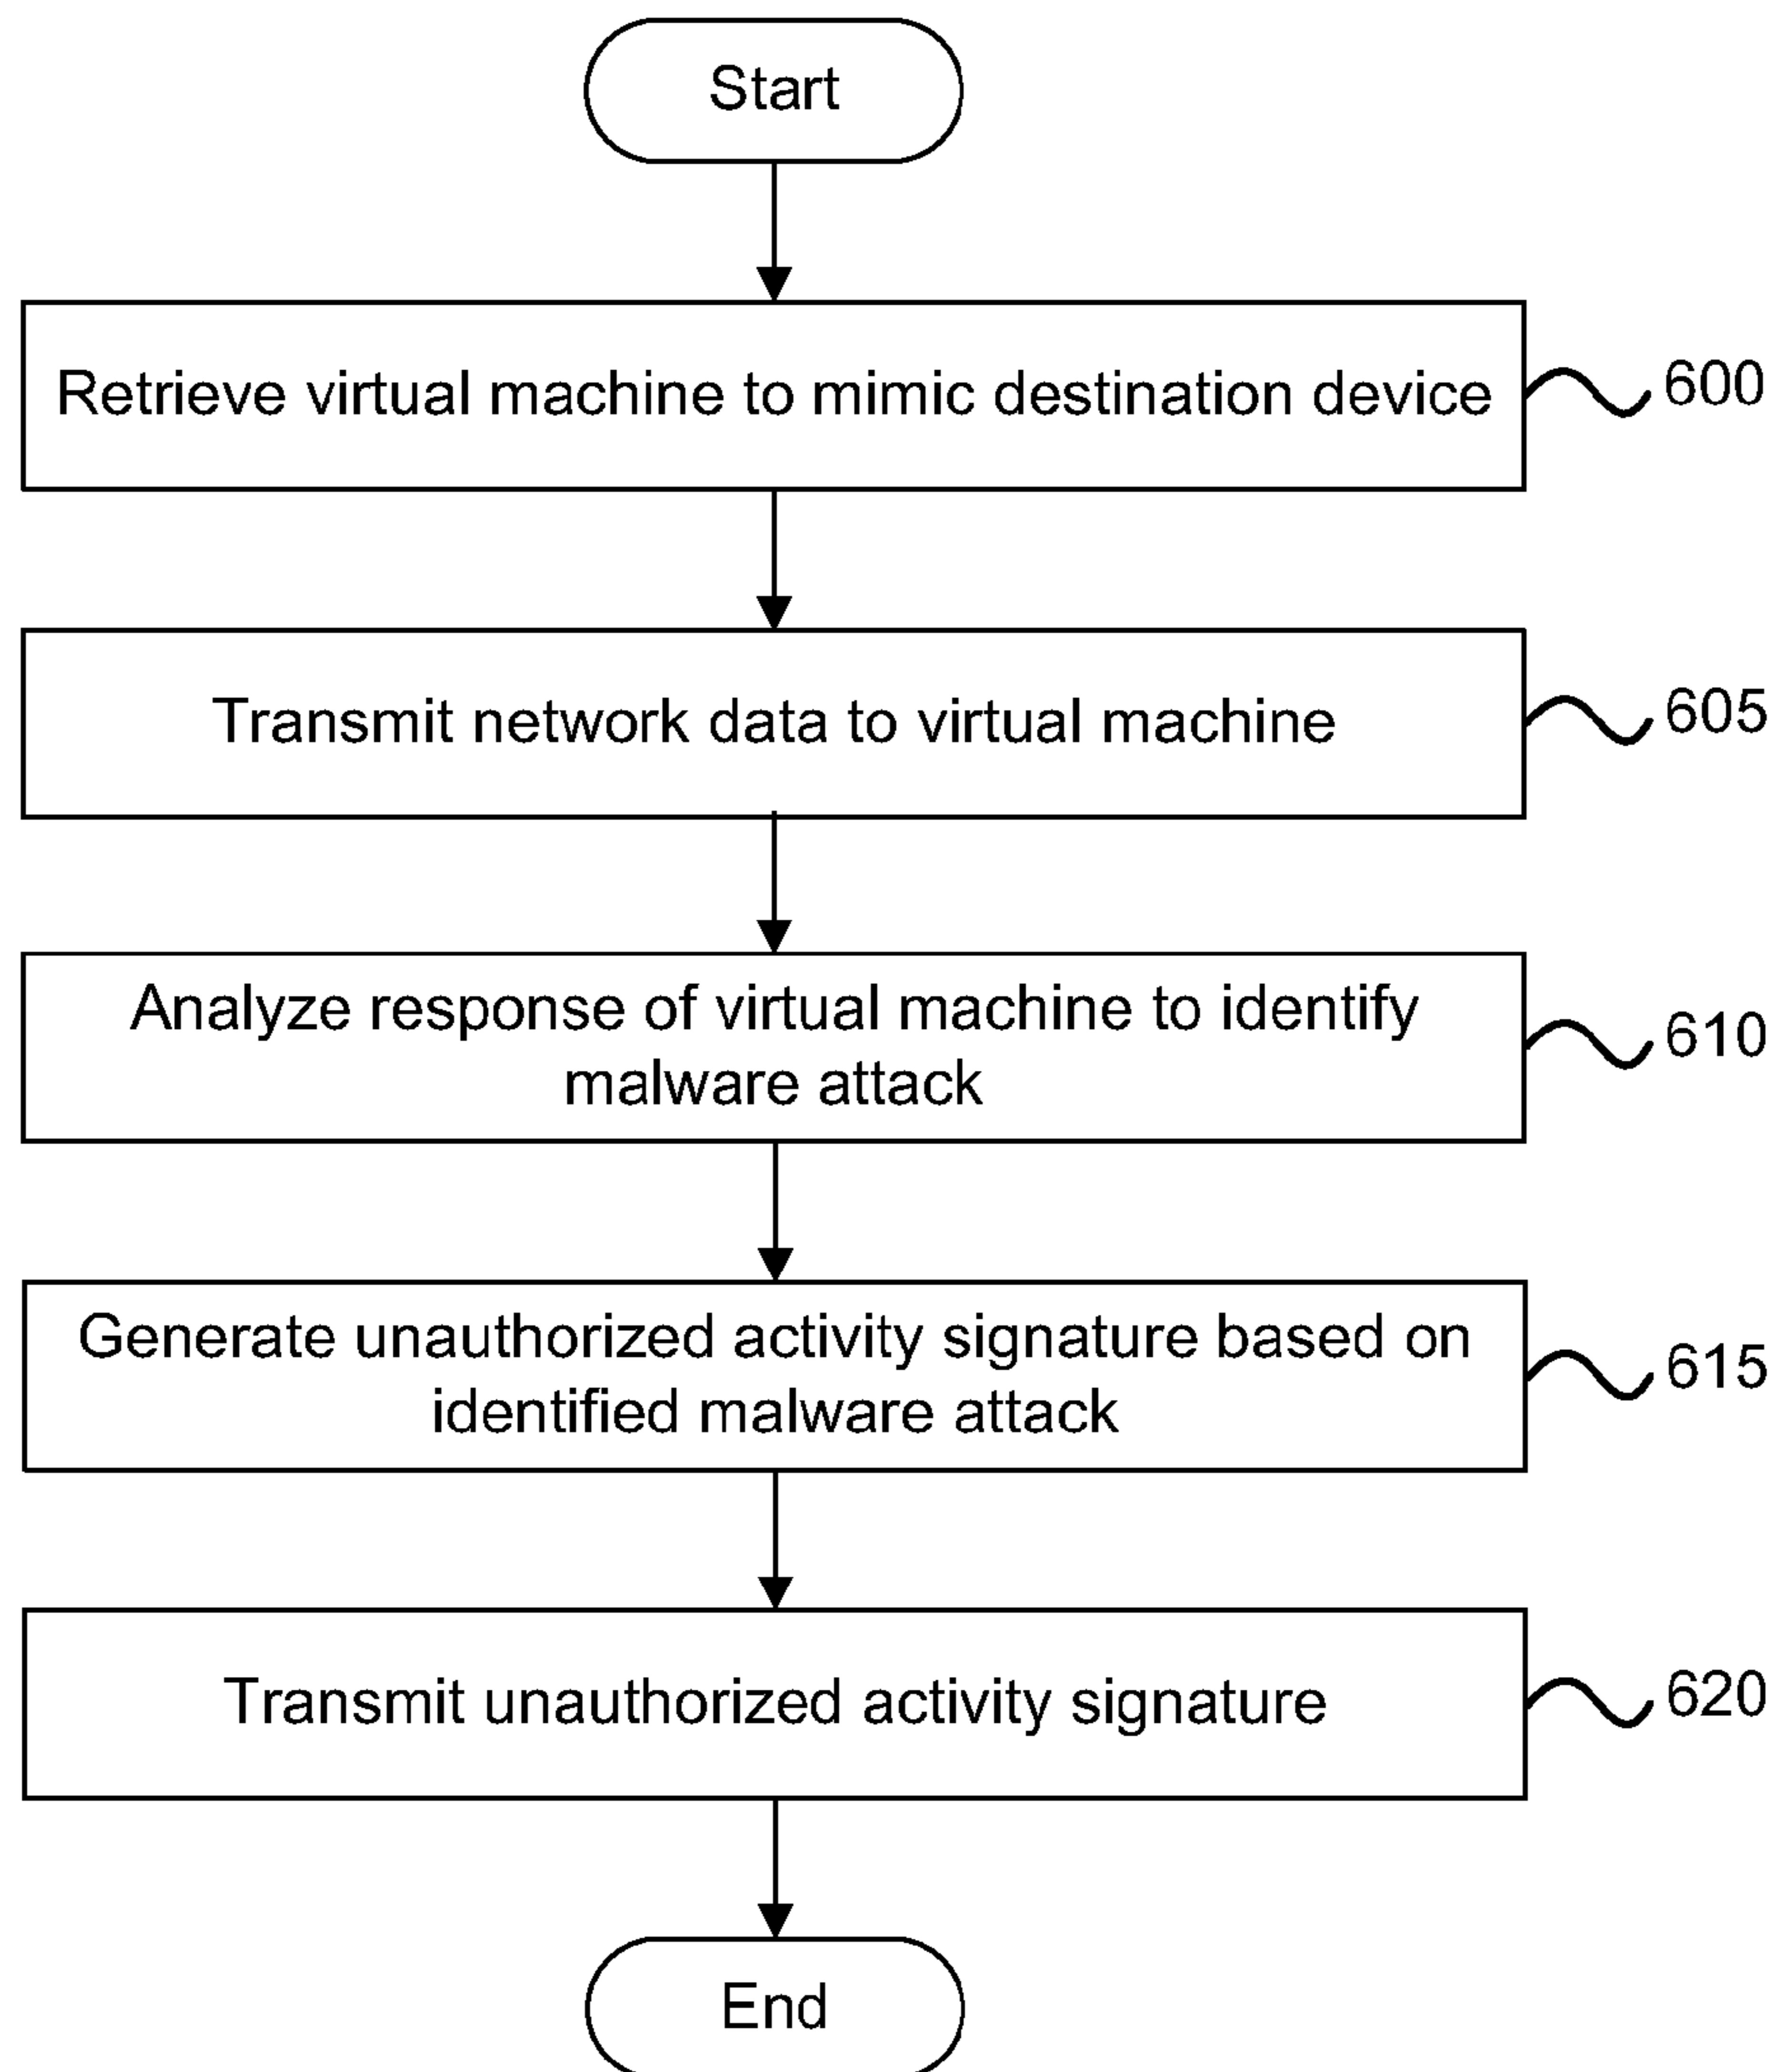 Start
Retrieve virtual machine to mimic destination device
600
Transmit network data to virtual machine
605
Analyze response of virtual machine to identify
malware attack
610
Generate unauthorized activity signature based on
identified malware attack
615
Transmit unauthorized activity signature
620
End